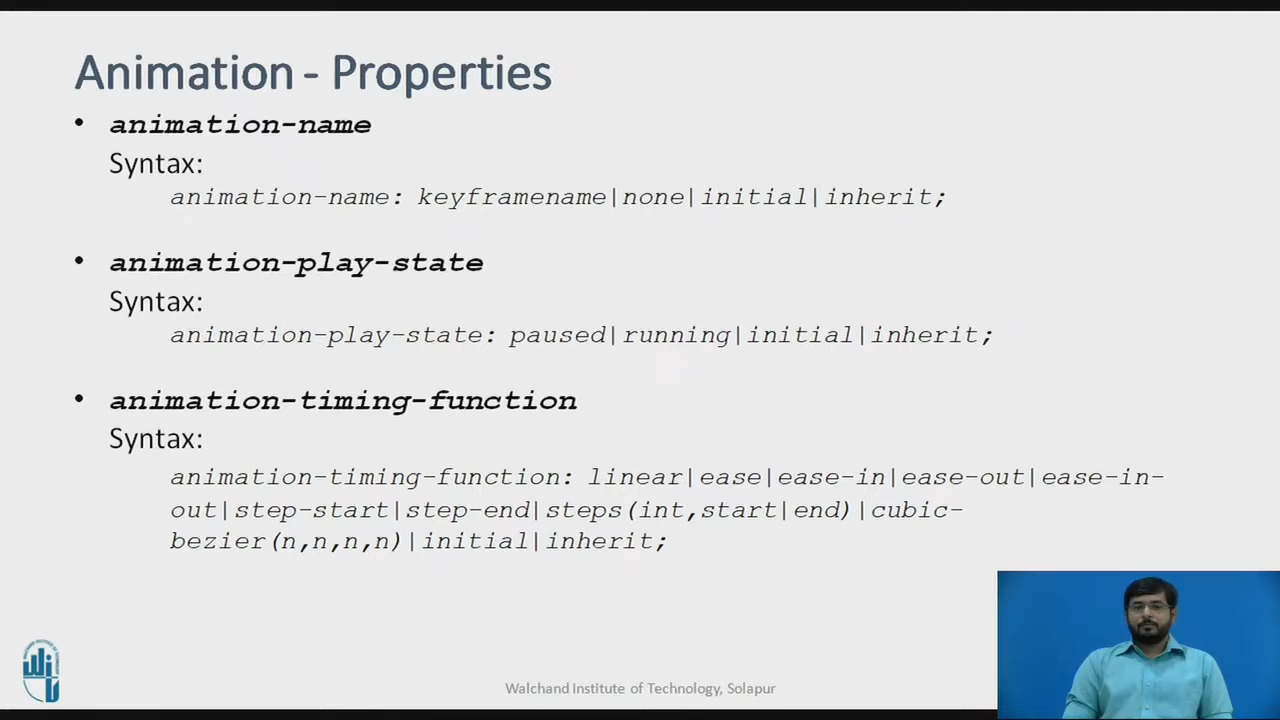 Animation - Properties
• animation-name
Syntax:
animation-name: keyframename|none|initial|inherit;
• animation-play-state
Syntax:
animation-play-state: paused|running|initial|inherit;
• animation-timing-function
Syntax:
animation-timing-function: linear|ease|ease-in|ease-out|ease-in-
out|step-start|step-end|steps(int,start|end)|cubic-
bezier(n,n,n,n)|initial|inherit;
Walchand Institute of Technology, Solapur